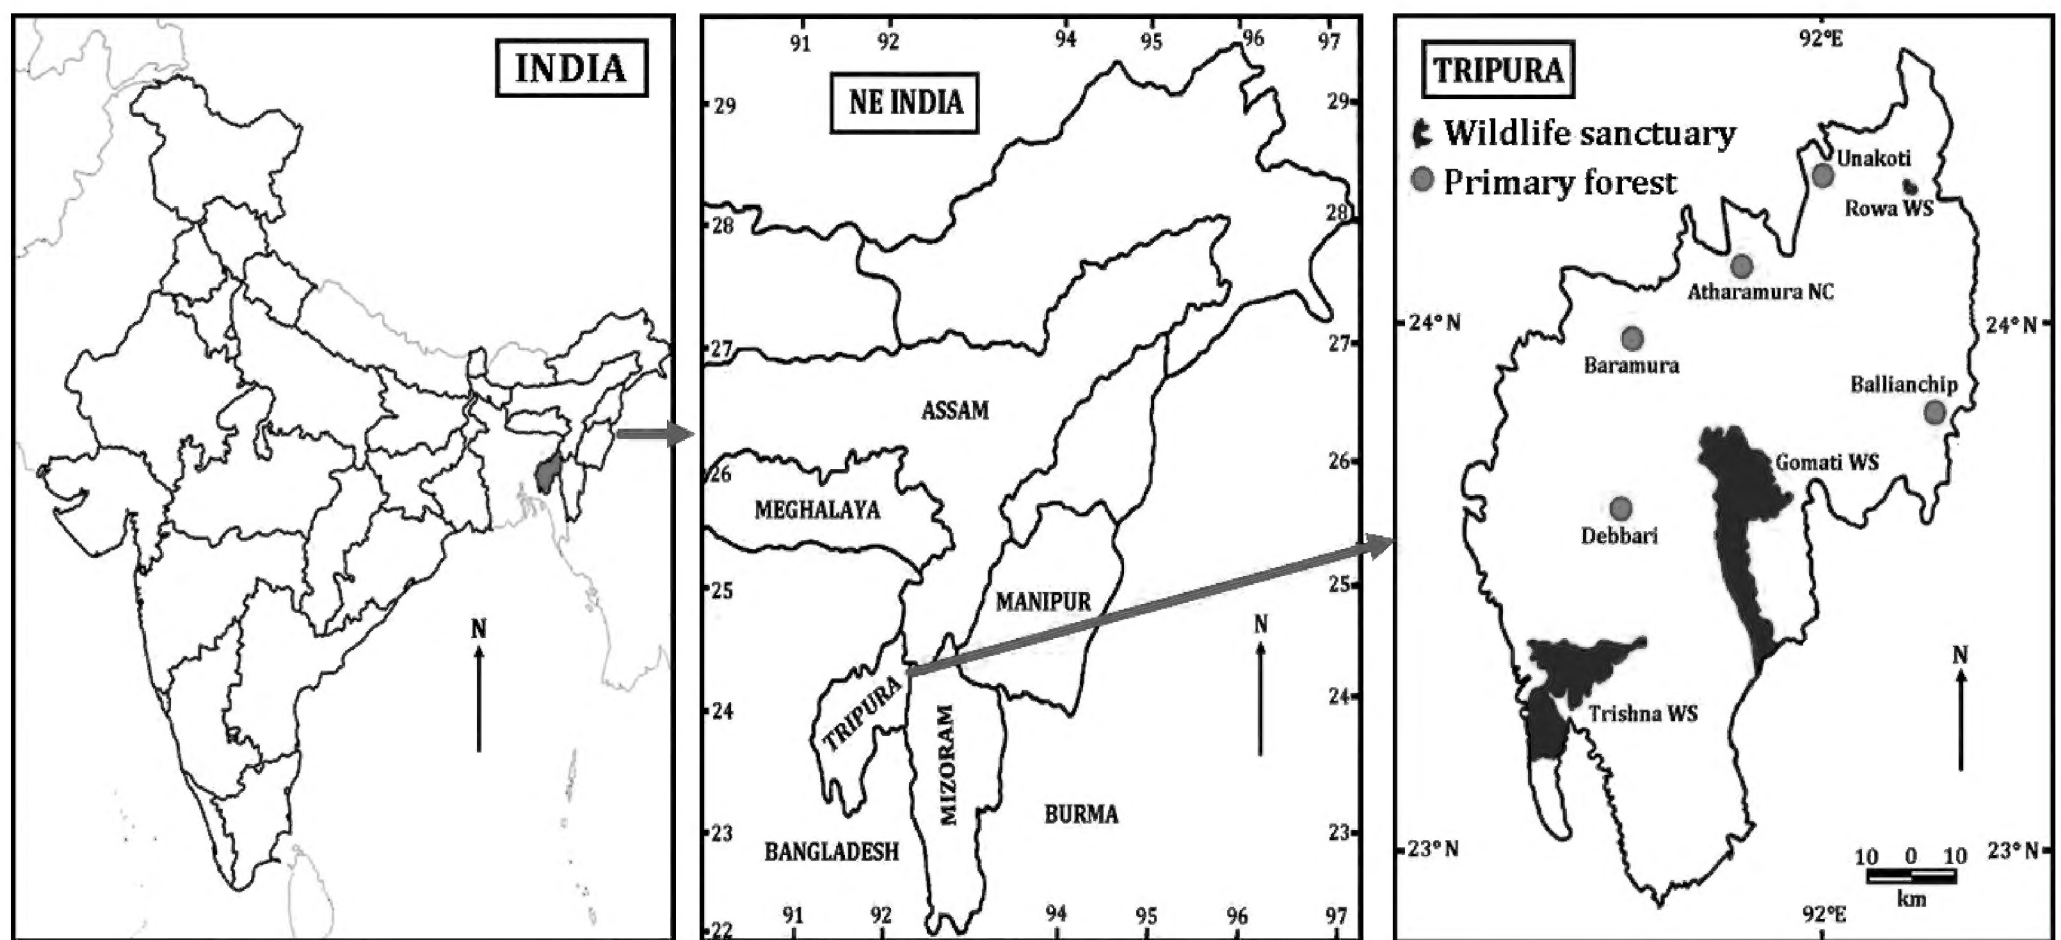 INDIA
N
91
92
94
95
96
97
NE INDIA
29
29
28
28
27
27
ASSAM
26
26
MEGHALAYA
25
25
MANIPUR
N
24
24
TRIPURA
MIZORAM
BURMA
23
23
BANGLADESH
22
91
92
94
95
96
97
92°E
TRIPURA
Wildlife sanctuary
Primary forest
Unakoti
Rowa WS
Atharamura NC
24°N
24°N
Baramura
Ballianchip
Gomati WS
Debbari
N
Trishna WS
23°N
23°N
10 0 10
km
92°E